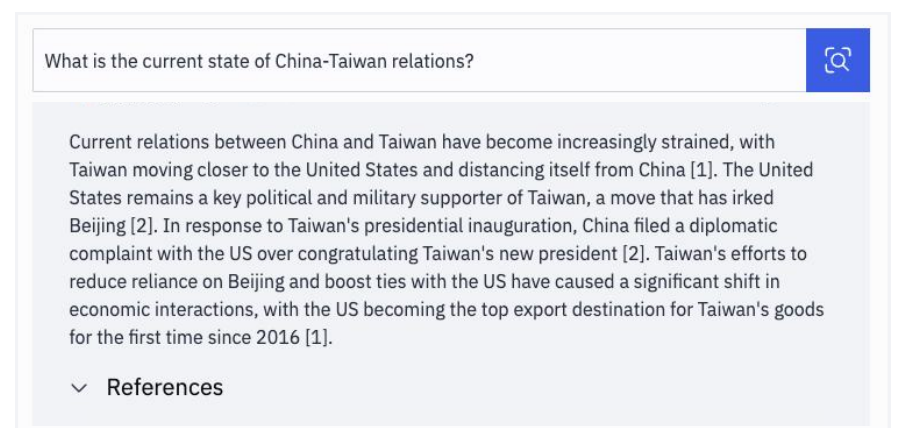 What is the current state of China-Taiwan relations?
Current relations between China and Taiwan have become increasingly strained, with
Taiwan moving closer to the United States and distancing itself from China [1]. The United
States remains a key political and military supporter of Taiwan, a move that has irked
Beijing [2]. In response to Taiwan's presidential inauguration, China filed a diplomatic
complaint with the US over congratulating Taiwan's new president [2]. Taiwan's efforts to
reduce reliance on Beijing and boost ties with the US have caused a significant shift in
economic interactions, with the US becoming the top export destination for Taiwan's goods
for the first time since 2016 [1].
References